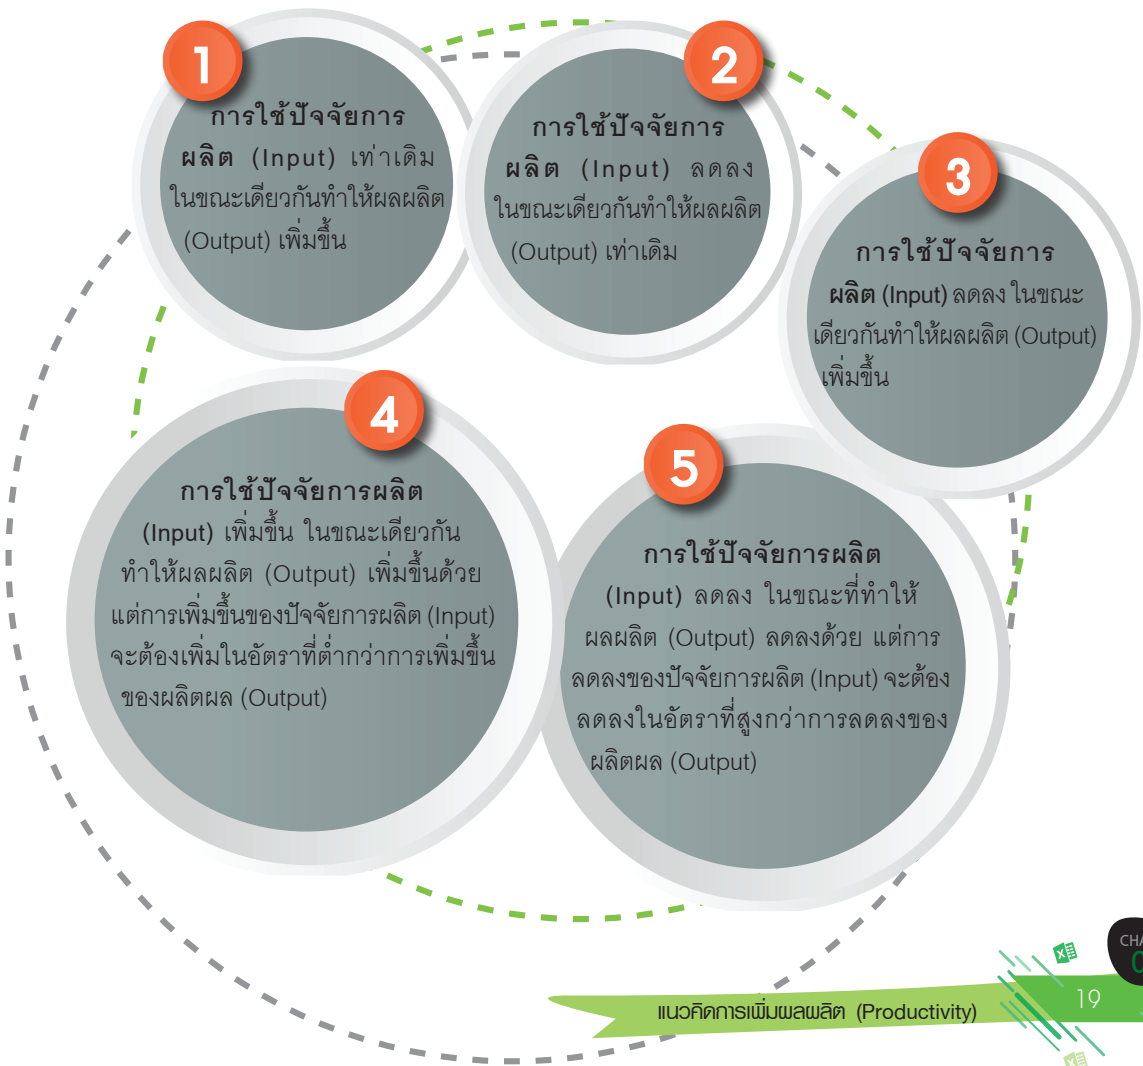 1
การใช้ปัจจัยการ
ผลิต (Input) เท่าเดิม
ในขณะเดียวกันทำให้ผลผลิต
(Output) เพิ่มขึ้น
2
การใช้ปัจจัยการ
ผลิต (Input) ลดลง
ในขณะเดียวกันทำให้ผลผลิต
(Output) เท่าเดิม
3
การใช้ปัจจัยการ
ผลิต (Input) ลดลง ในขณะ
เดียวกันทำให้ผลผลิต (Output)
เพิ่มขึ้น
4
การใช้ปัจจัยการผลิต
(Input) เพิ่มขึ้น ในขณะเดียวกัน
ทำให้ผลผลิต (Output) เพิ่มขึ้นด้วย
แต่การเพิ่มขึ้นของปัจจัยการผลิต (Input)
จะต้องเพิ่มในอัตราที่ต่ำกว่าการเพิ่มขึ้น
ของผลิตผล (Output)
5
การใช้ปัจจัยการผลิต
(Input) ลดลง ในขณะที่ทำให้
ผลผลิต (Output) ลดลงด้วย แต่การ
ลดลงของปัจจัยการผลิต (Input) จะต้อง
ลดลงในอัตราที่สูงกว่าการลดลงของ
ผลิตผล (Output)
แนวคิดการเพิ่มผลผลิต (Productivity)
19